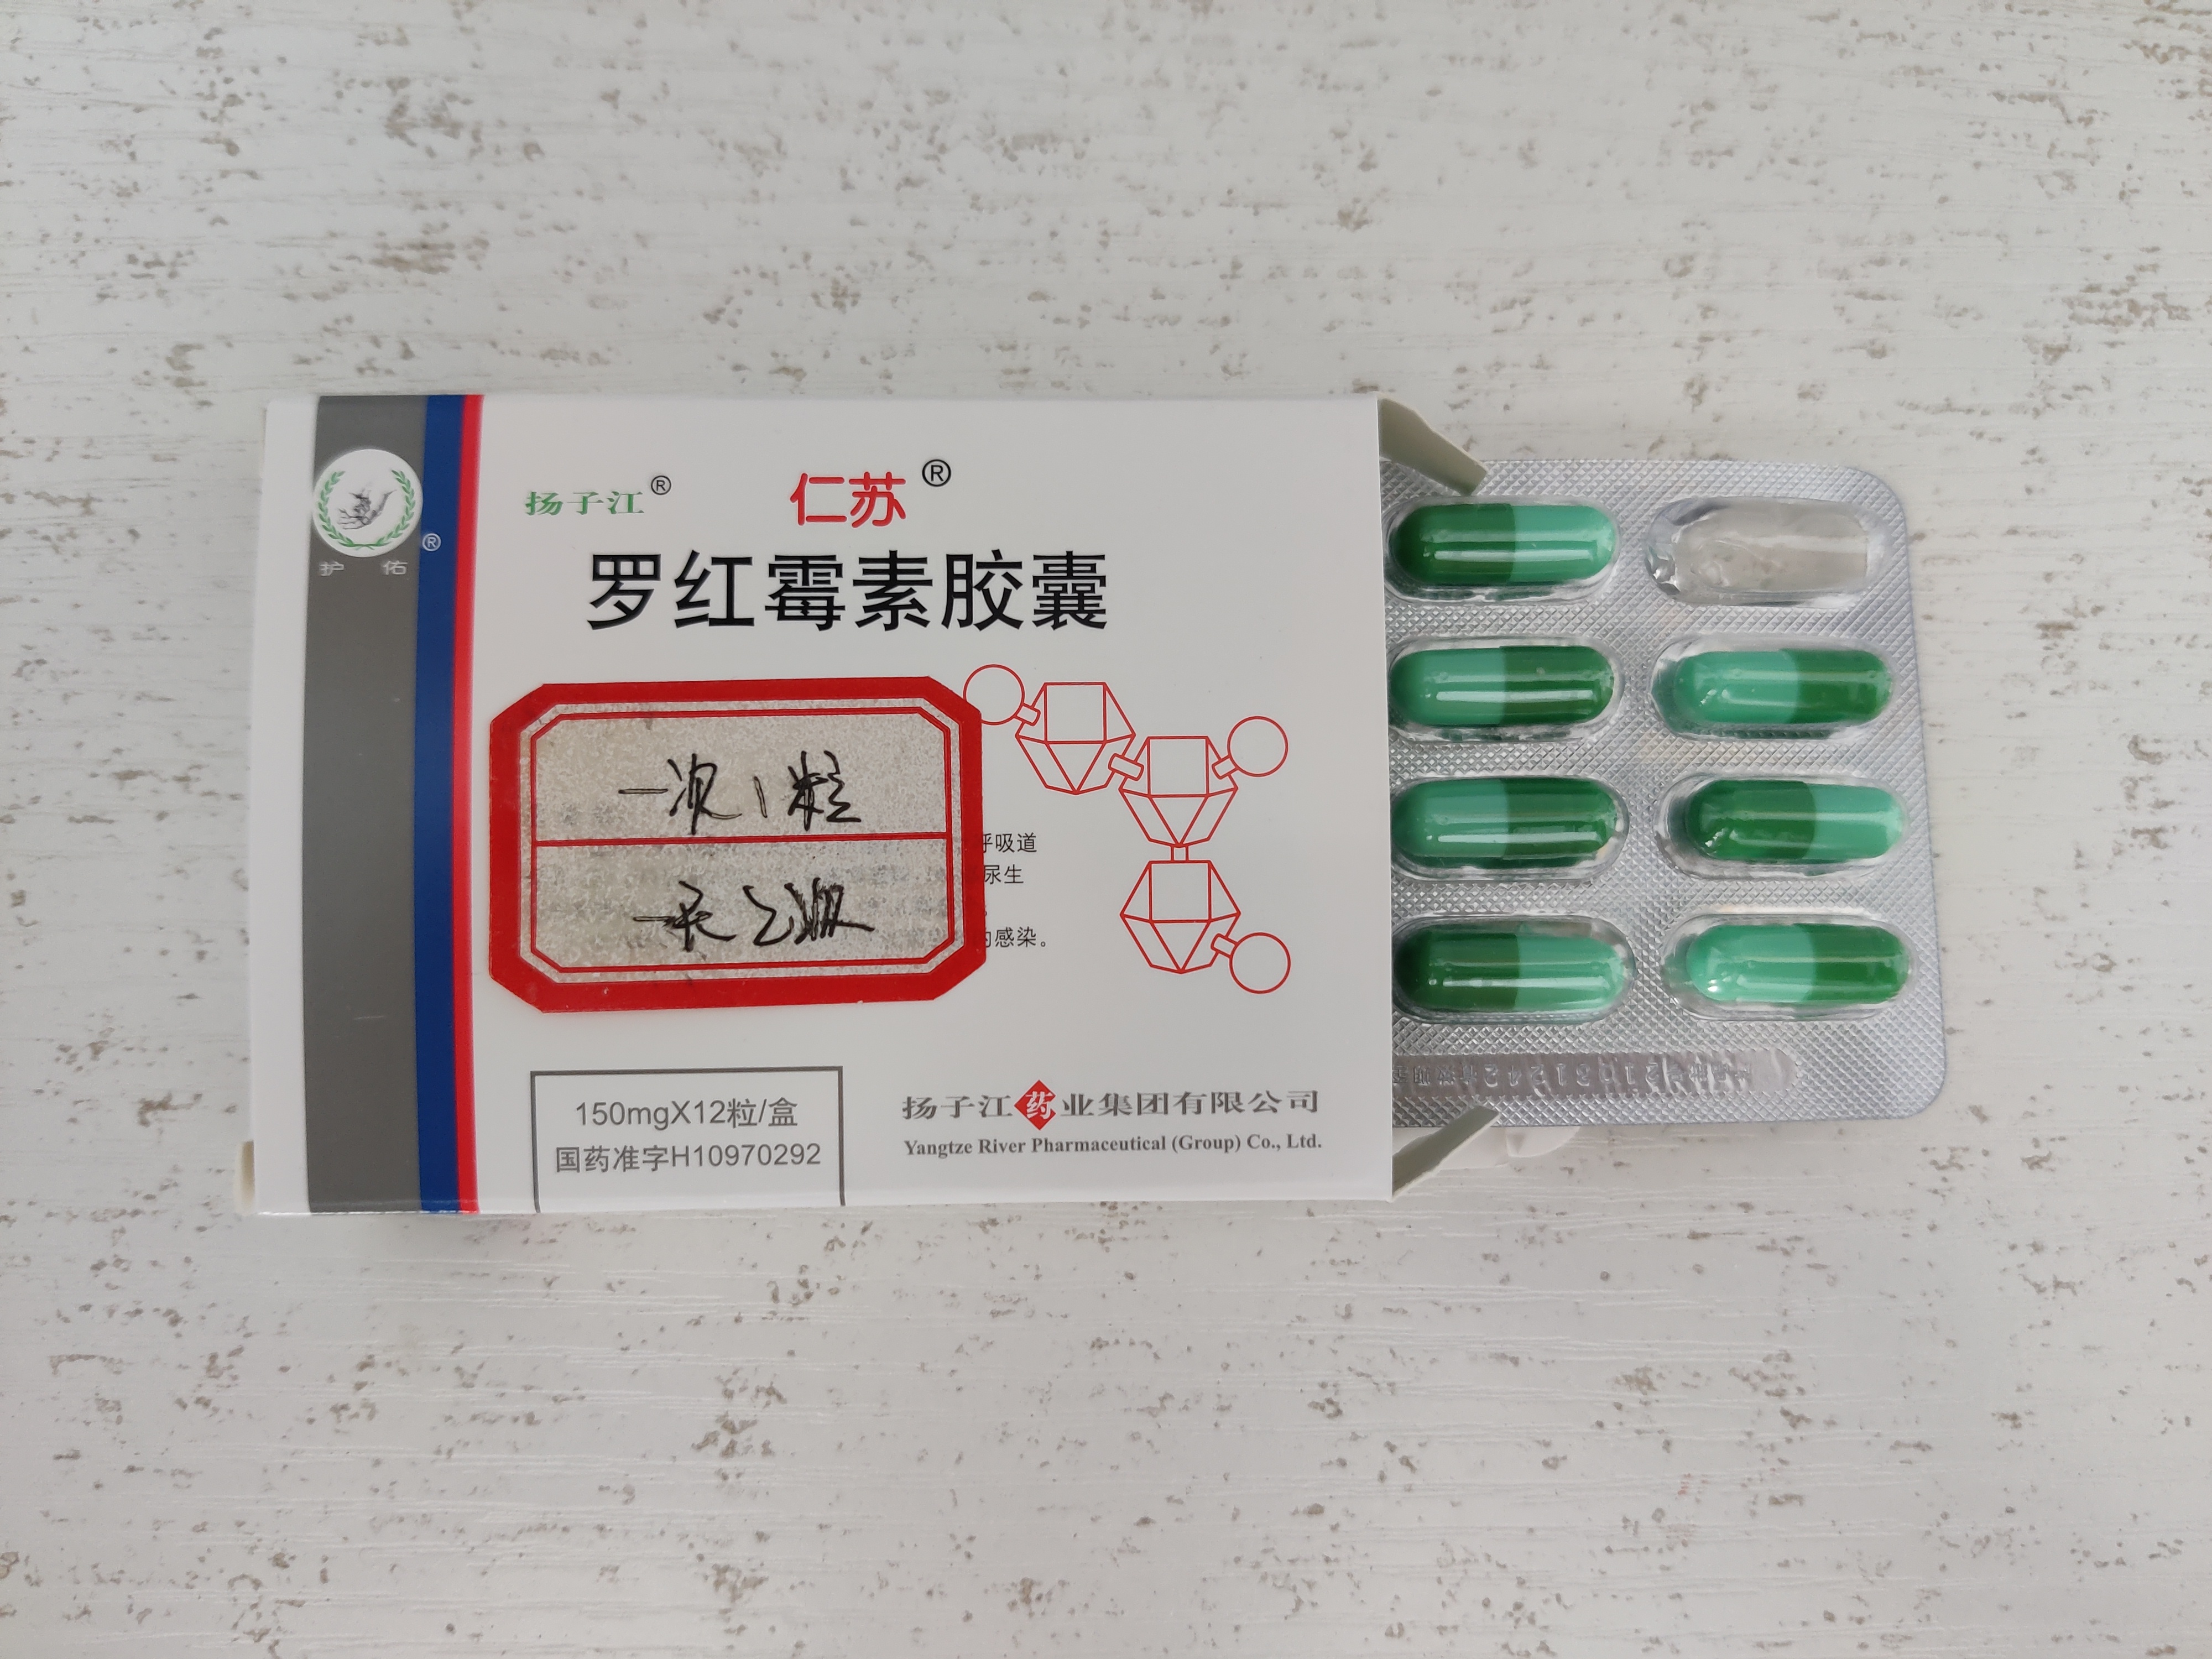 护佑®
扬子江® 仁苏®
罗红霉素胶囊
一次1粒
一天2次
呼吸道
尿生
的感染。
150mgX12粒/盒
国药准字H10970292
扬子江药业集团有限公司
Yangtze River Pharmaceutical (Group) Co., Ltd.